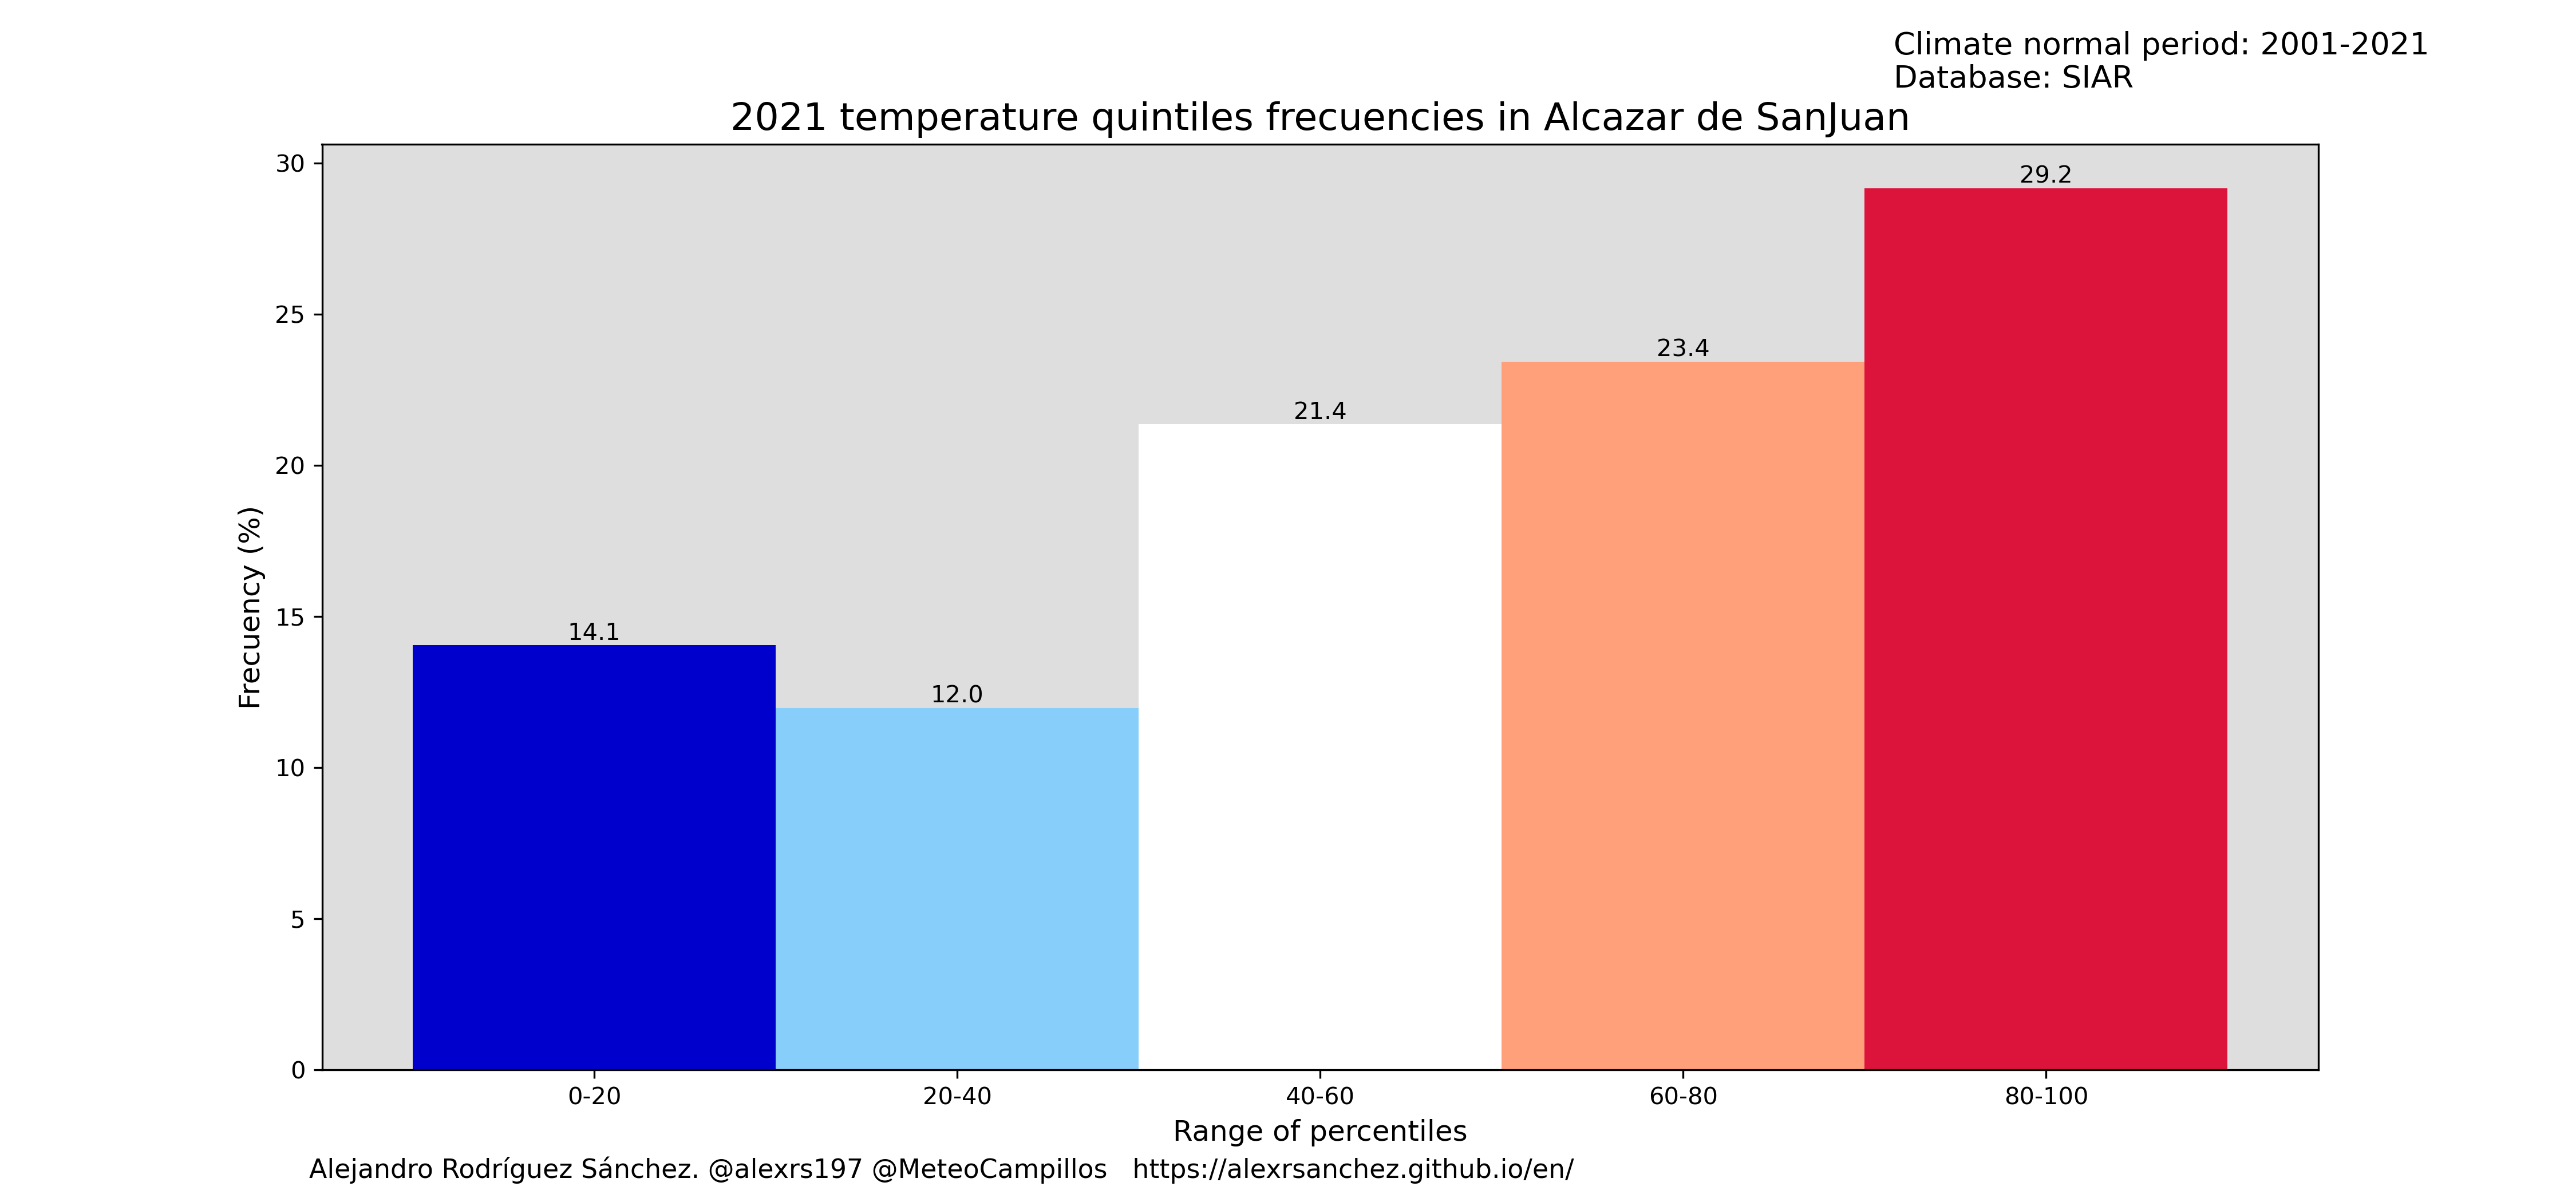 Climate normal period: 2001-2021
Database: SIAR
2021 temperature quintiles frecuencies in Alcazar de SanJuan
30
25
20
15
10
5
0
Frecuency (%)
14.1
12.0
21.4
23.4
29.2
0-20
20-40
40-60
60-80
80-100
Range of percentiles
Alejandro Rodríguez Sánchez. @alexrs197 @MeteoCampillos https://alexrsanchez.github.io/en/